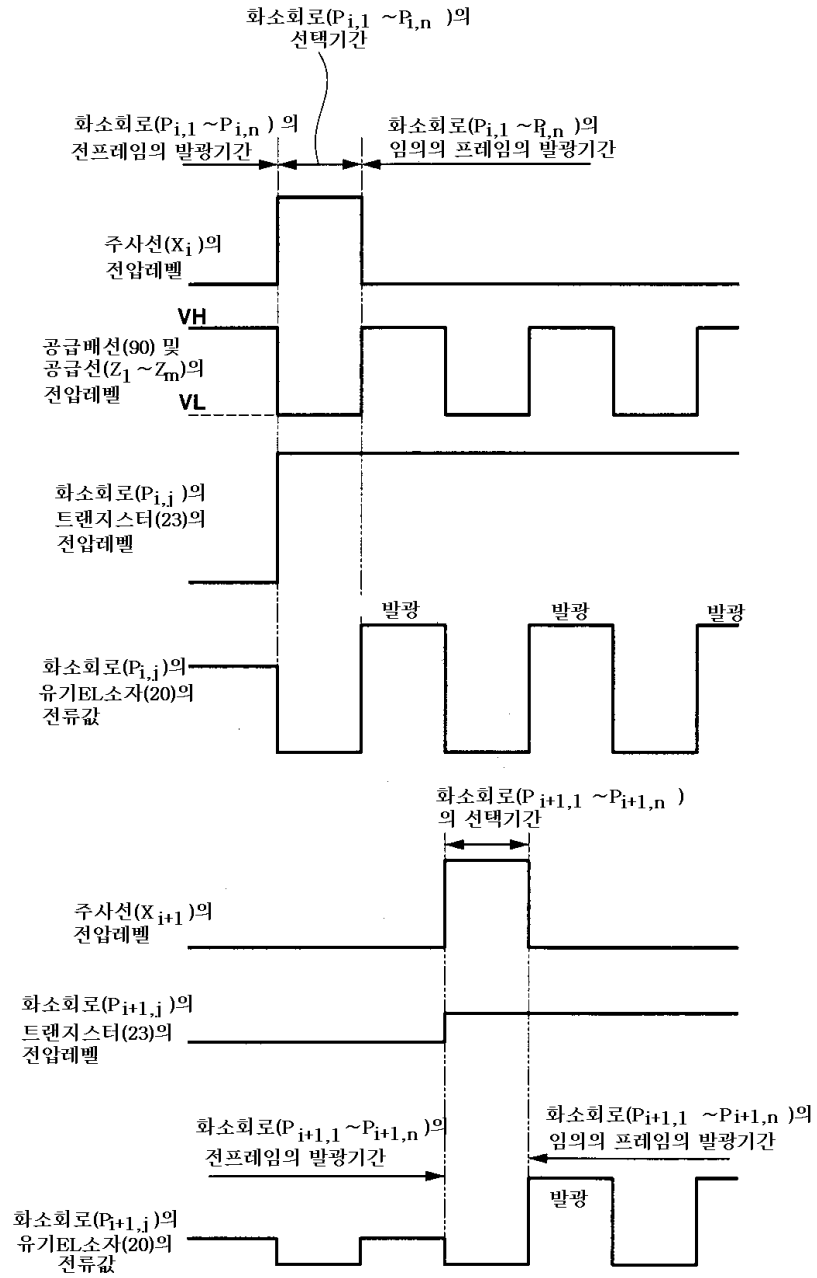 화소회로(Pi,1 ~Pi,n )의
선택기간
화소회로(Pi,1 ~Pi,n ) 의
전프레임의 발광기간
화소회로(Pi,1 ~Pi,n )의
임의의 프레임의 발광기간
주사선(Xi )의
전압레벨
VH
공급배선(90) 및
공급선(Z1 ~Zm)의
전압레벨
VL
화소회로(Pi,j )의
트랜지스터(23)의
전압레벨
발광
발광
발광
화소회로(Pi,j)의
유기EL소자(20)의
전류값
화소회로(Pi+1,1 ~Pi+1,n )
의 선택기간
주사선(Xi+1 )의
전압레벨
화소회로(Pi+1,j )의
트랜지스터(23)의
전압레벨
화소회로(Pi+1,1~Pi+1,n )의
전프레임의 발광기간
화소회로(Pi+1,1 ~Pi+1,n )의
임의의 프레임의 발광기간
발광
화소회로(Pi+1,j)의
유기EL소자(20)의
전류값